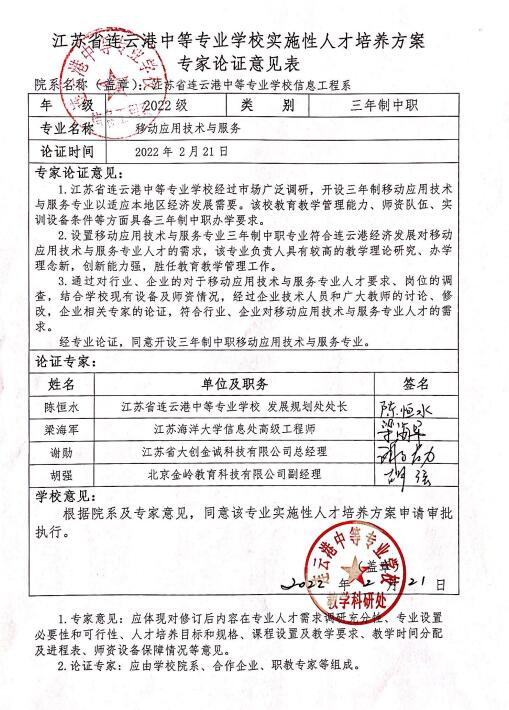 江苏省连云港中等专业学校实施性人才培养方案
专家论证意见表
院系名称（盖章）：江苏省连云港中等专业学校信息工程系
年 级 2022级 类 别 三年制中职
专业名称 移动应用技术与服务
论证时间 2022 年 2 月 21 日
专家论证意见：
1.江苏省连云港中等专业学校经过市场广泛调研，开设三年制移动应用技术
与服务专业以适应本地区经济发展需要。该校教育教学管理能力、师资队伍、实
训设备条件等方面具备三年中职办学要求。
2.设置移动应用技术与服务专业三年制中职专业符合连云港经济发展对移动
应用技术与服务专业人才的需求，该专业负责人具有较高的教学理论研究、办学
理念新，创新能力强，胜任教育教学管理工作。
3.通过对行业、企业的对于移动应用技术与服务专业人才要求、岗位的调
查，结合学校现有设备及师资情况，经过企业技术人员和广大教师的讨论、修
改，企业相关专家的论证，符合行业、企业对移动应用技术与服务专业人才的需
求。
经专业论证，同意开设三年制中职移动应用技术与服务专业。
论证专家：
姓名 单位及职务 签名
陈恒水 江苏省连云港中等专业学校 发展规划处处长 陈恒水
梁海军 江苏海洋大学信息处高级工程师 梁海军
谢勋 江苏省大创金诚科技有限公司总经理
胡强 北京金岭教育科技有限公司副经理 胡强
学校意见：
根据院系及专家意见，同意该专业实施性人才培养方案申请审批
执行。
（盖章）
2022 年 2 月 21 日
连云港中等专业学校
教学科研处
1.专家意见：应体现对修订后内容在专业人才需求调研充分性、专业设置
必要性和可行性、人才培养目标和规格、课程设置及教学要求、教学时间分配
及进程表、师资设备保障情况等意见。
2.论证专家：应由学校院系、合作企业、职教专家等组成。